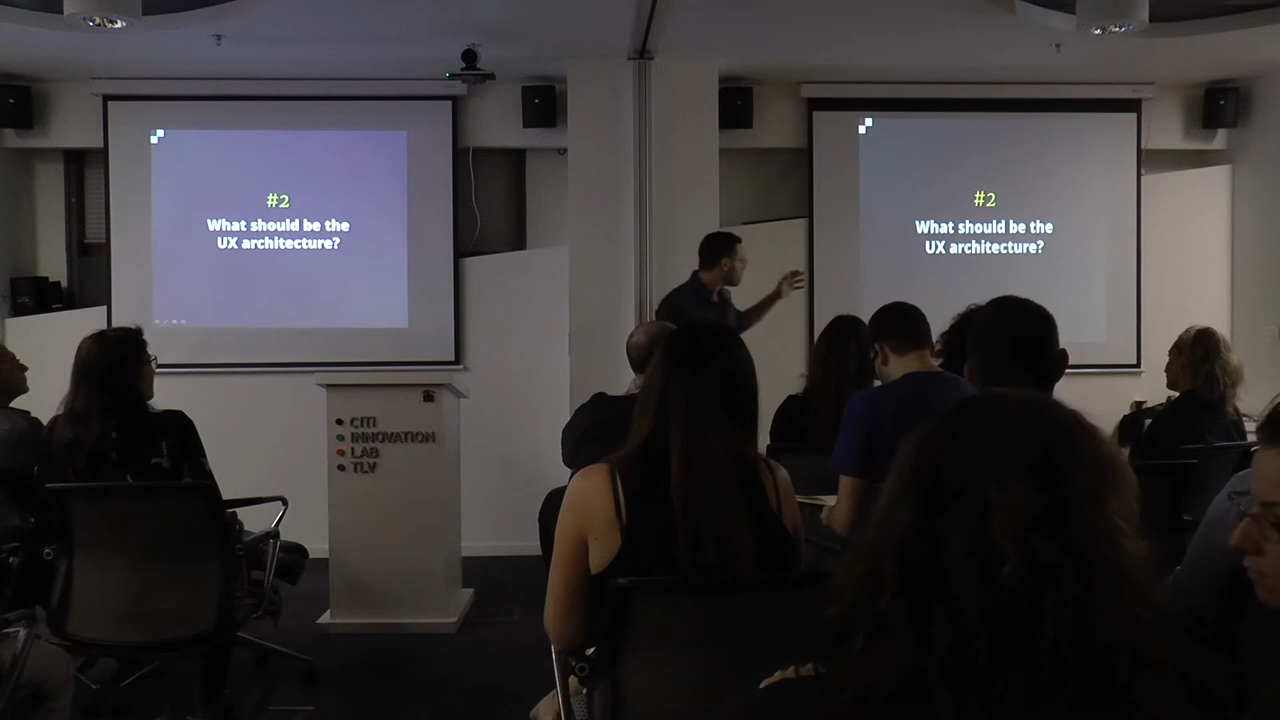 #2
What should be the
UX architecture?
#2
What should be the
UX architecture?
CITI
INNOVATION
LAB
TLV